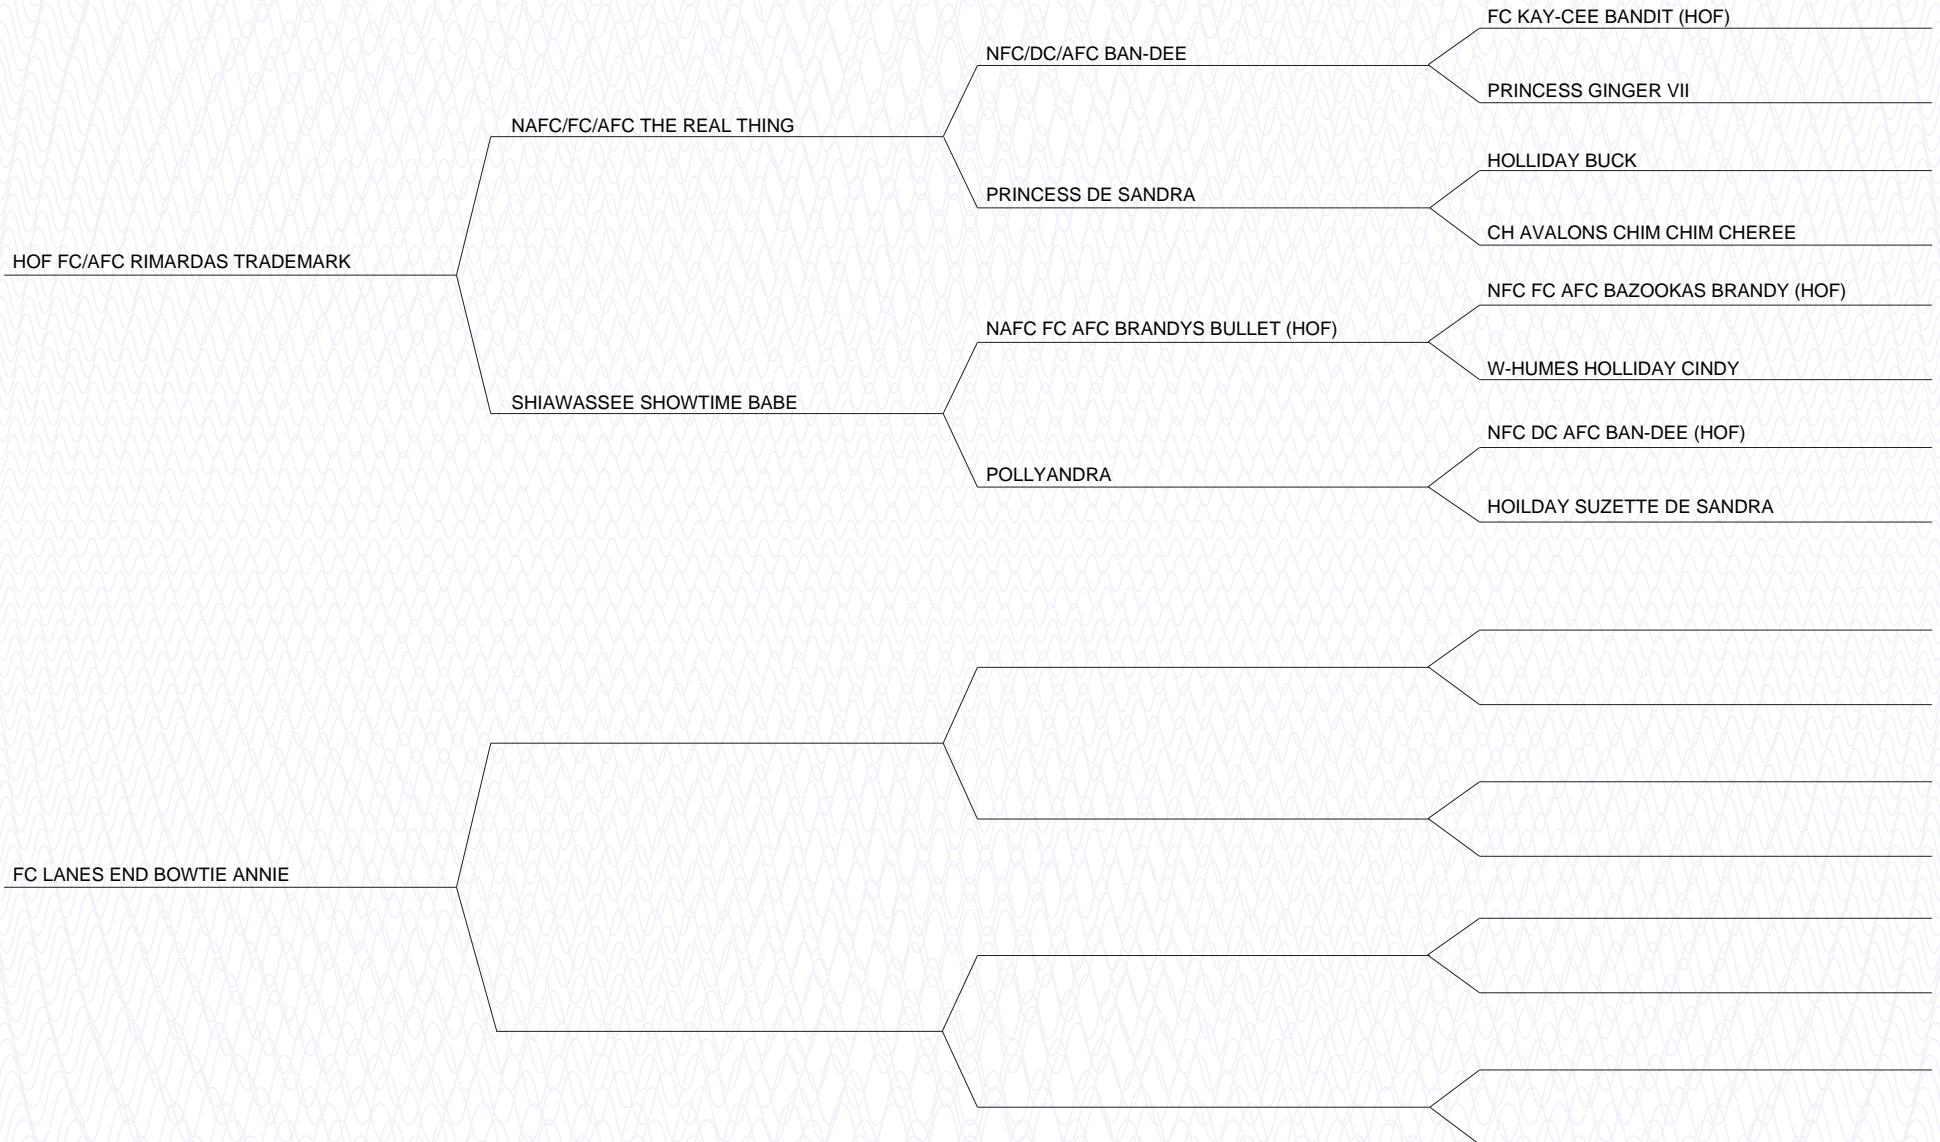 FC KAY-CEE BANDIT (HOF)
NFC/DC/AFC BAN-DEE
PRINCESS GINGER VII
NAFC/FC/AFC THE REAL THING
HOLLIDAY BUCK
PRINCESS DE SANDRA
CH AVALONS CHIM CHIM CHEREE
HOF FC/AFC RIMARDAS TRADEMARK
NFC FC AFC BAZOOKAS BRANDY (HOF)
NAFC FC AFC BRANDYS BULLET (HOF)
W-HUMES HOLLIDAY CINDY
SHIAWASSEE SHOWTIME BABE
NFC DC AFC BAN-DEE (HOF)
POLLYANDRA
HOILDAY SUZETTE DE SANDRA
FC LANES END BOWTIE ANNIE